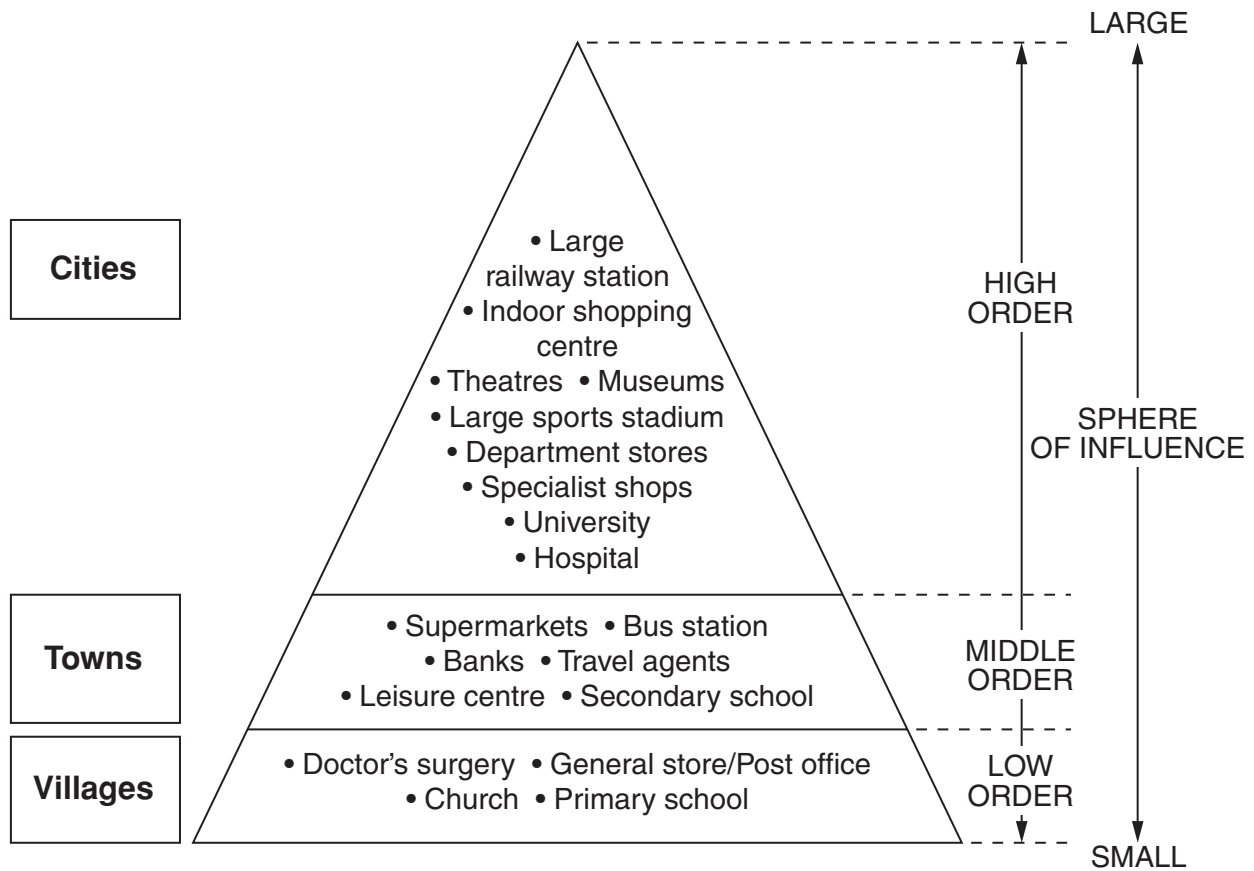 LARGE
Cities
• Large
railway station
• Indoor shopping
centre
• Theatres • Museums
• Large sports stadium
• Department stores
• Specialist shops
• University
• Hospital
HIGH
ORDER
SPHERE
OF INFLUENCE
Towns
• Supermarkets • Bus station
• Banks • Travel agents
• Leisure centre • Secondary school
MIDDLE
ORDER
Villages
• Doctor's surgery • General store/Post office
• Church • Primary school
LOW
ORDER
SMALL